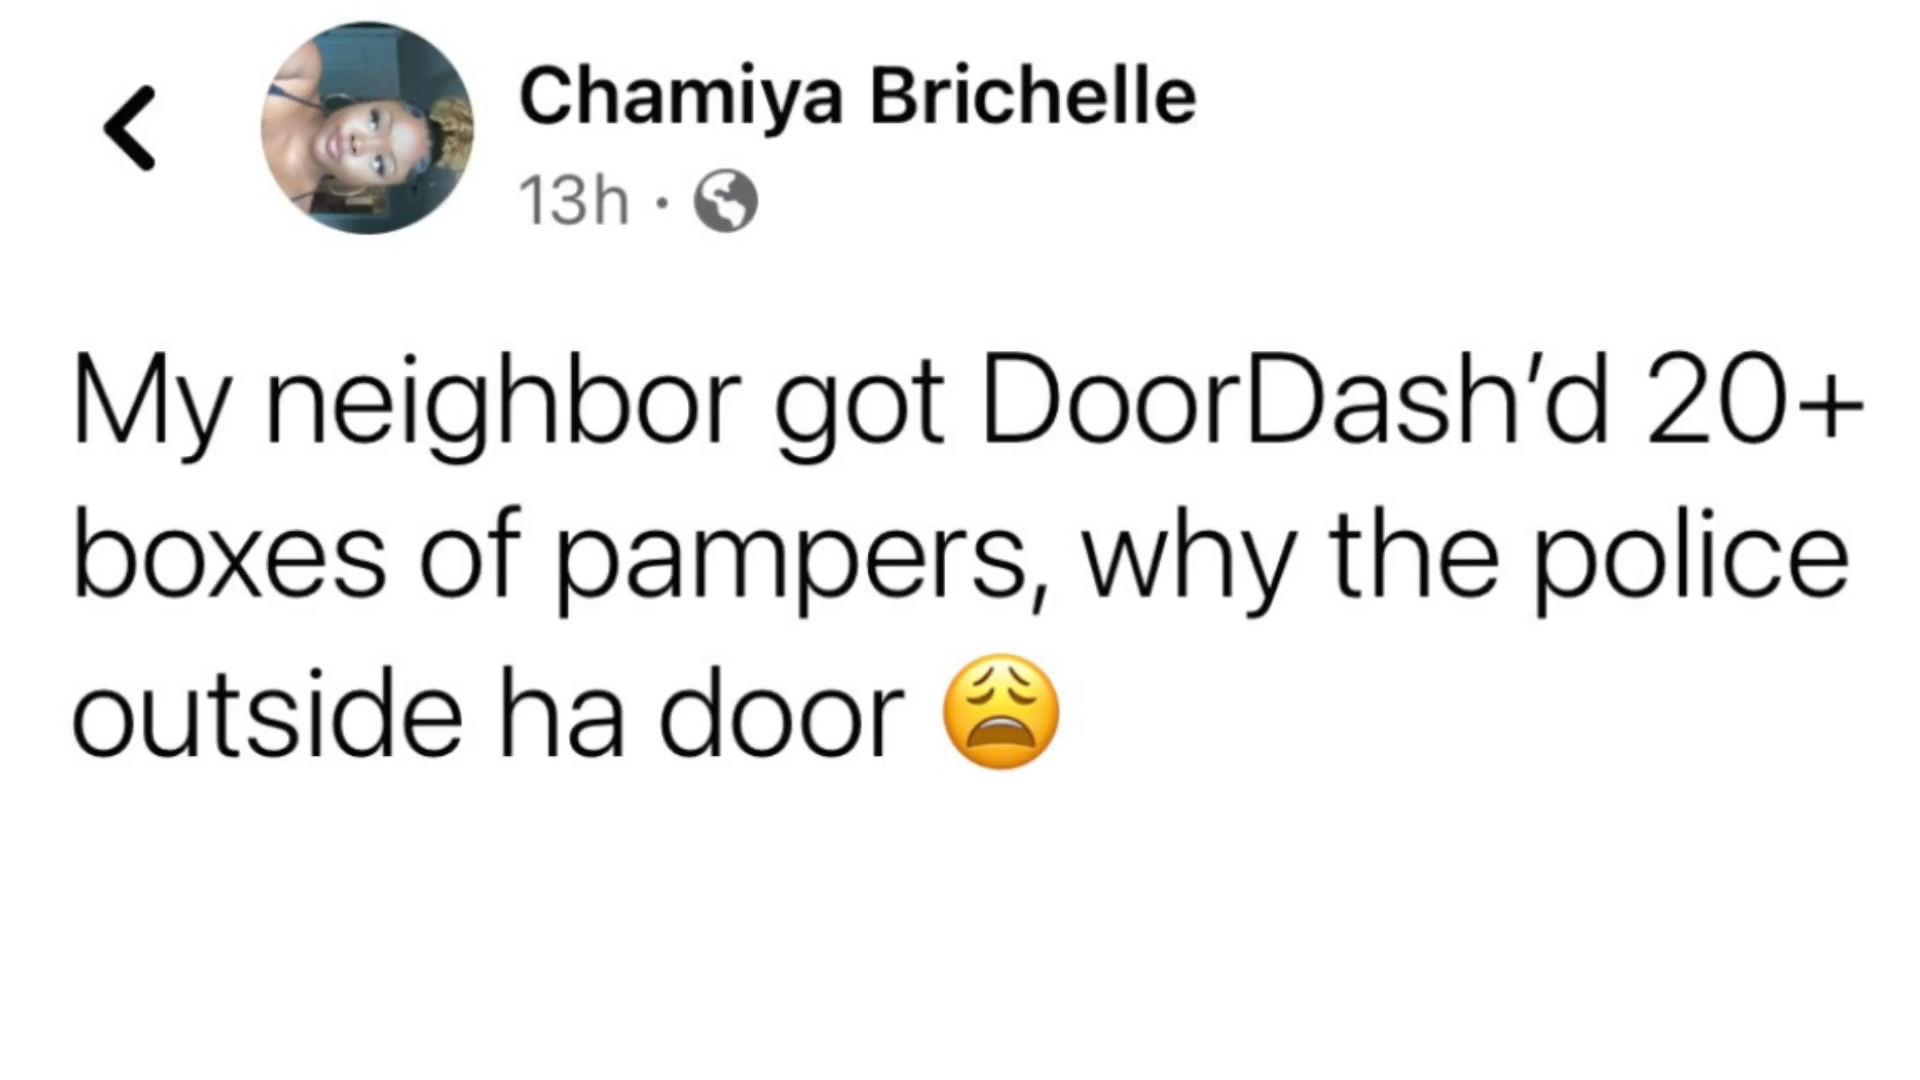 Chamiya Brichelle
13h ·
My neighbor got DoorDash’d 20+
boxes of pampers, why the police
outside ha door 😩